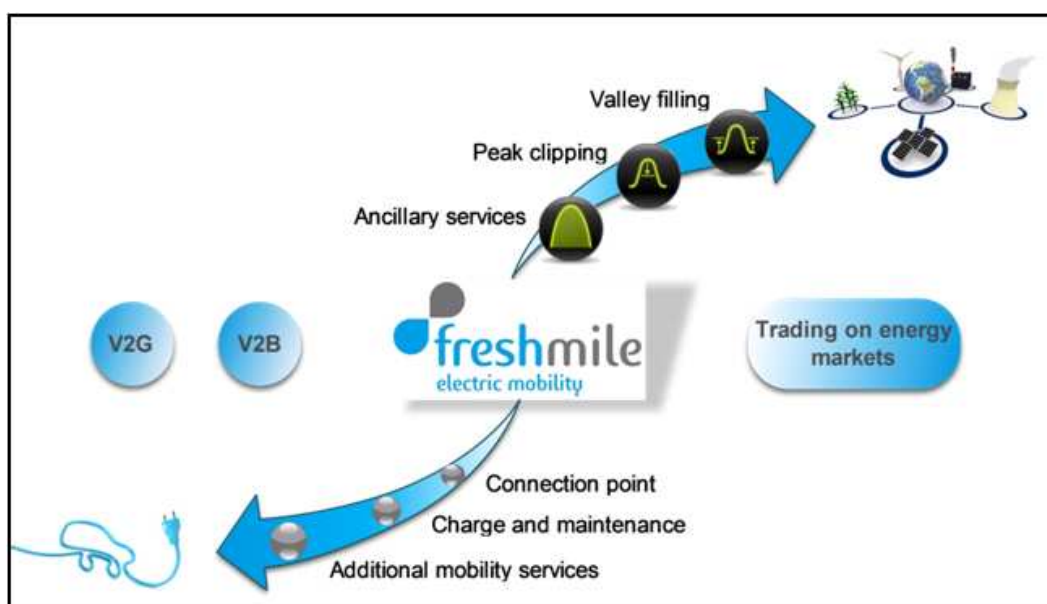 Valley filling
Peak clipping
Ancillary services
V2G
V2B
freshmile
electric mobility
Trading on energy
markets
Connection point
Charge and maintenance
Additional mobility services